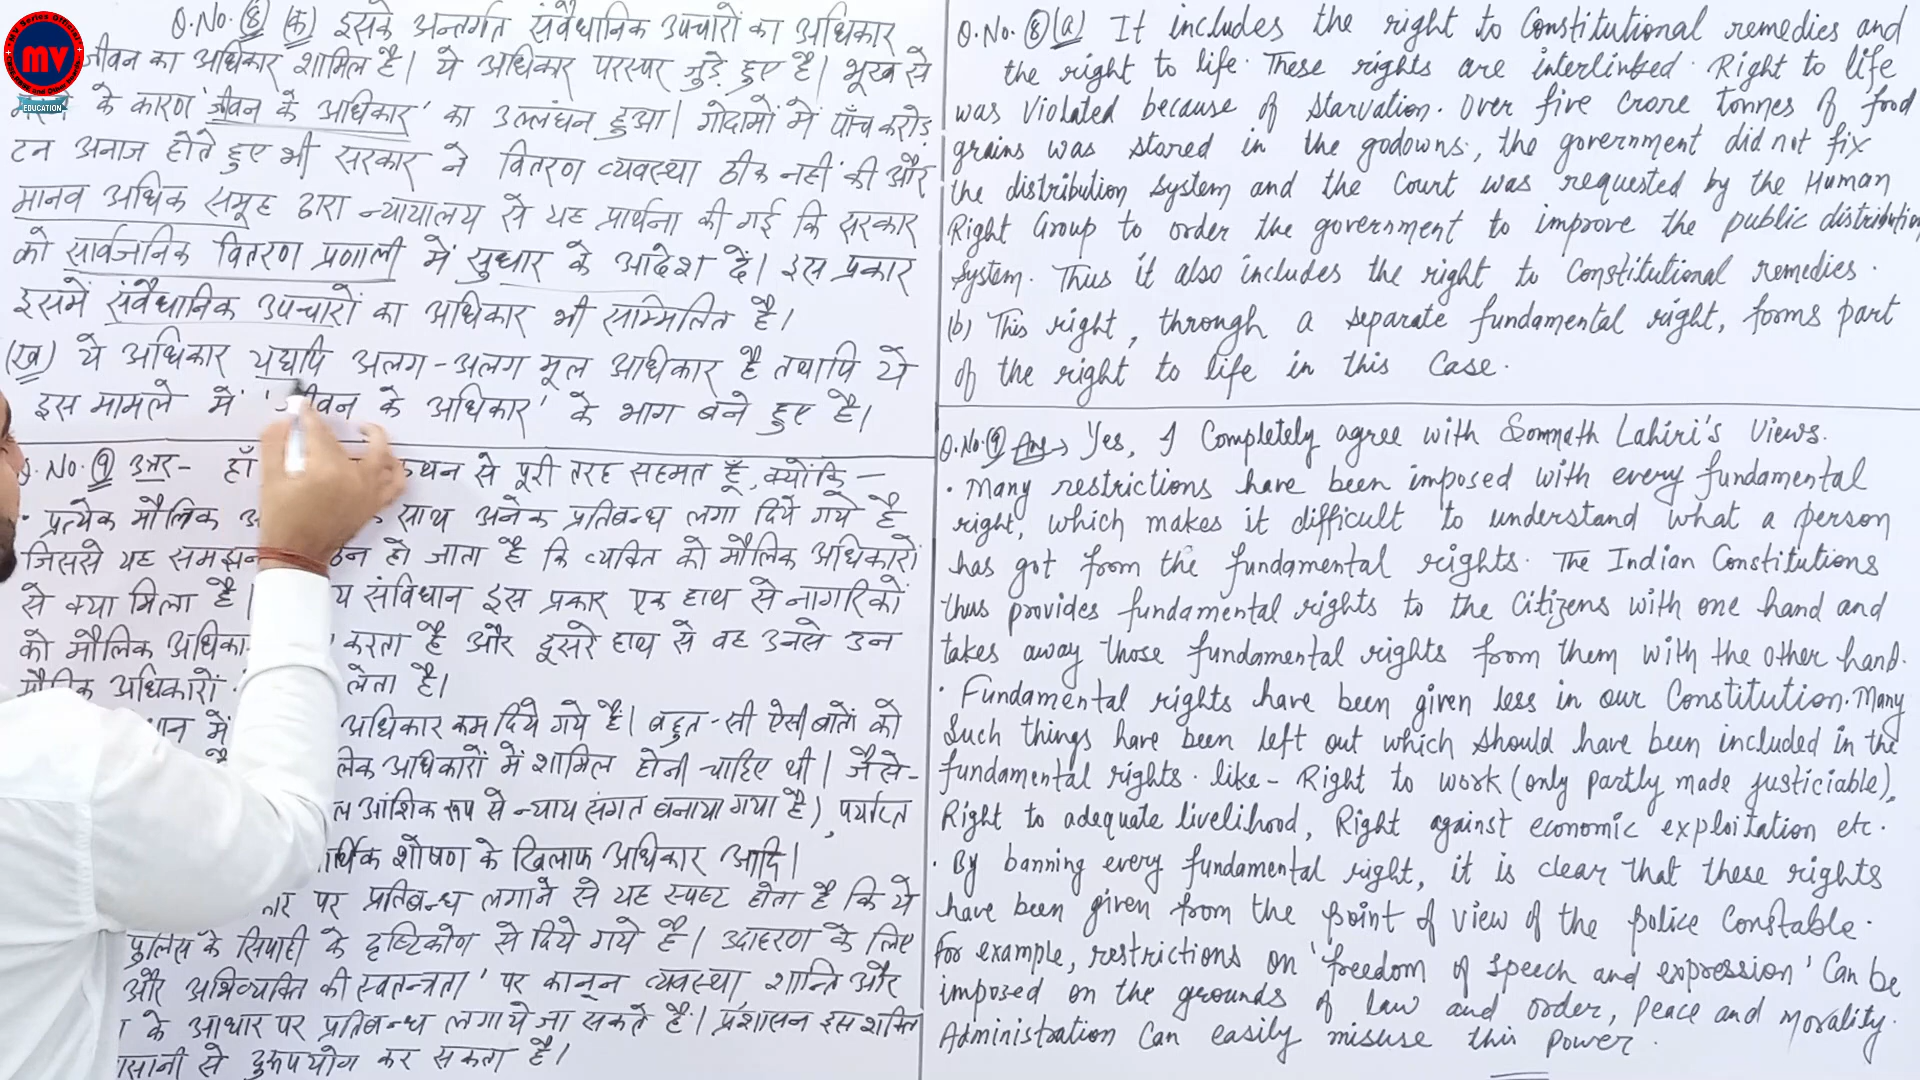 MV Series Official
mv
EDUCATION
Q.No.(8) (क) इसके अन्तर्गत संवैधानिक उपचारों का अधिकार
जीवन का अधिकार शामिल है। ये अधिकार परस्पर जुड़े हुए है। भूख से
के कारण 'जीवन के अधिकार' का उल्लंघन हुआ। गोदामों में पाँच करोड़
टन अनाज होते हुए भी सरकार ने वितरण व्यवस्था ठीक नहीं की और
मानव अधिक समूह द्वारा न्यायालय से यह प्रार्थना की गई कि सरकार
को सार्वजनिक वितरण प्रणाली में सुधार के आदेश दें। इस प्रकार
इसमें संवैधानिक उपचारों का अधिकार भी सम्मिलित है।
(ख) ये अधिकार यद्यपि अलग-अलग मूल अधिकार है तथापि ये
इस मामले में 'जीवन के अधिकार' के भाग बने हुए है।
Q.No.(9) उत्तर- हाँ कथन से पूरी तरह सहमत हूँ, क्योंकि -
• प्रत्येक मौलिक साथ अनेक प्रतिबन्ध लगा दिये गये है
जिससे यह समझन हो जाता है कि व्यक्ति को मौलिक अधिकारों
से क्या मिला है। संविधान इस प्रकार एक हाथ से नागरिकों
को मौलिक अधिका करता है और दूसरे हाथ से वह उनसे उन
मौलिक अधिकारों लेता है।
में अधिकार कम दिये गये है। बहुत-सी ऐसी बातों को
अधिकारों में शामिल होनी चाहिए थी। जैसे-
आंशिक रूप से न्याय संगत बनाया गया है), पर्याप्त
र्थिक शोषण के खिलाफ अधिकार आदि।
पर प्रतिबन्ध लगाने से यह स्पष्ट होता है कि ये
पुलिस के सिपाही के दृष्टिकोण से दिये गये है। उदाहरण के लिए
और अभिव्यक्ति की स्वतन्त्रता' पर कानून व्यवस्था, शान्ति और
के आधार पर प्रतिबन्ध लगाये जा सकते है। प्रशासन इस शक्ति
सानी से दुरूपयोग कर सकता है।
Q.No.(8)(a) It includes the right to Constitutional remedies and
the right to life. These rights are interlinked. Right to life
was violated because of starvation. Over five crore tonnes of food
grains was stored in the godowns, the government did not fix
the distribution system and the Court was requested by the Human
Right Group to order the government to improve the public distribution
System. Thus it also includes the right to Constitutional remedies.
(b) This right, through a separate fundamental right, forms part
of the right to life in this Case.
Q.No.(9) Ans→ Yes, I Completely agree with Somnath Lahiri's Views.
• Many restrictions have been imposed with every fundamental
right, which makes it difficult to understand what a person
has got from the fundamental rights. The Indian Constitutions
thus provides fundamental rights to the Citizens with one hand and
takes away those fundamental rights from them with the other hand.
• Fundamental rights have been given less in our Constitution. Many
Such things have been left out which should have been included in the
fundamental rights. like - Right to work (only partly made justiciable),
Right to adequate livelihood, Right against economic exploitation etc.
• By banning every fundamental right, it is clear that these rights
have been given from the point of view of the police Constable.
For example, restrictions on 'freedom of speech and expression' Can be
imposed on the grounds of law and order, peace and morality.
Administration Can easily misuse this power.